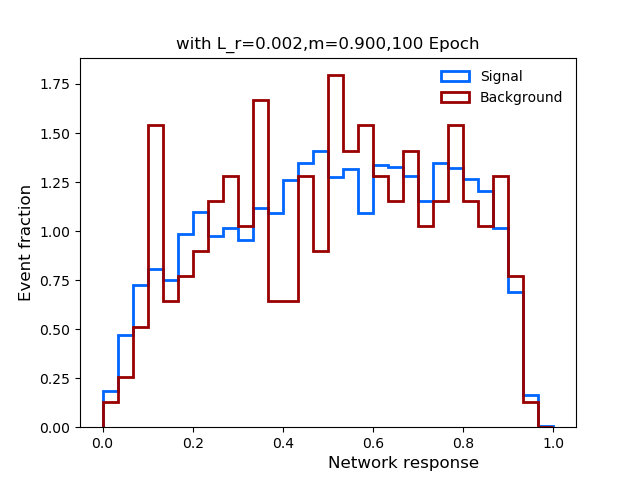 with L_r=0.002,m=0.900,100 Epoch
Signal
Background
1.75
1.50
1.25
1.00
0.75
0.50
0.25
0.00
Event fraction
0.0 0.2 0.4 0.6 0.8 1.0
Network response